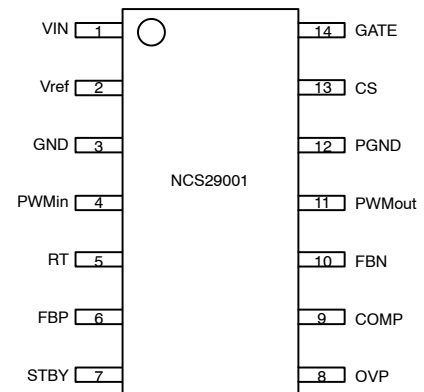 VIN 1 14 GATE
Vref 2 13 CS
GND 3 12 PGND
NCS29001
PWMin 4 11 PWMout
RT 5 10 FBN
FBP 6 9 COMP
STBY 7 8 OVP